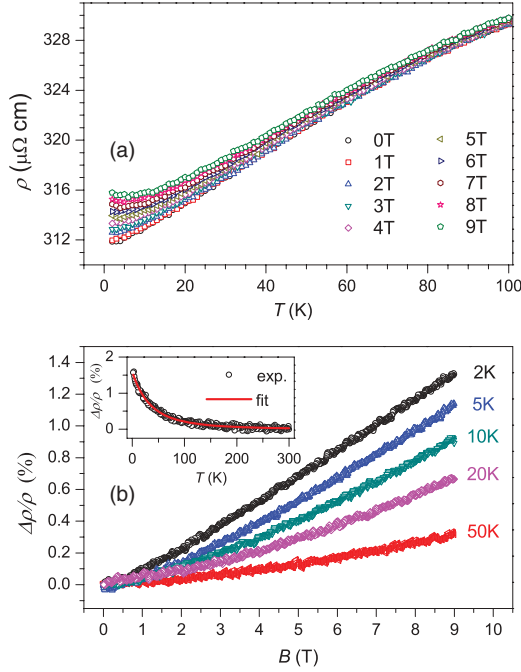 328
324
320
316
312
ρ (μΩ cm)
(a)
0T 5T
1T 6T
2T 7T
3T 8T
4T 9T
0 20 40 60 80 100
T (K)
1.4
1.2
1.0
0.8
0.6
0.4
0.2
0.0
Δρ/ρ (%)
2
1
0
Δρ/ρ (%)
exp.
fit
0 100 200 300
T (K)
2K
5K
10K
20K
50K
(b)
0 1 2 3 4 5 6 7 8 9 10
B (T)